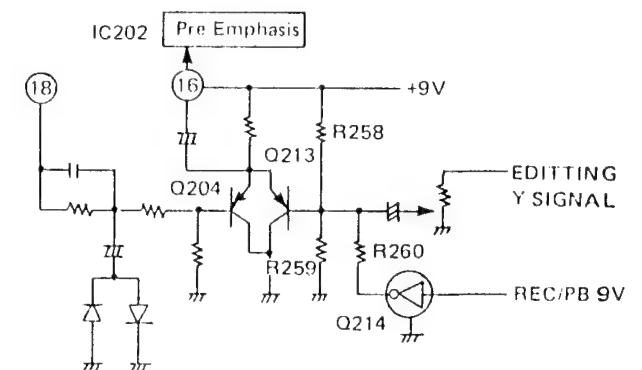 IC202 Pre Emphasis
18
16
+9V
R258
Q213
Q204
EDITTING
Y SIGNAL
R259
R260
Q214
REC/PB 9V